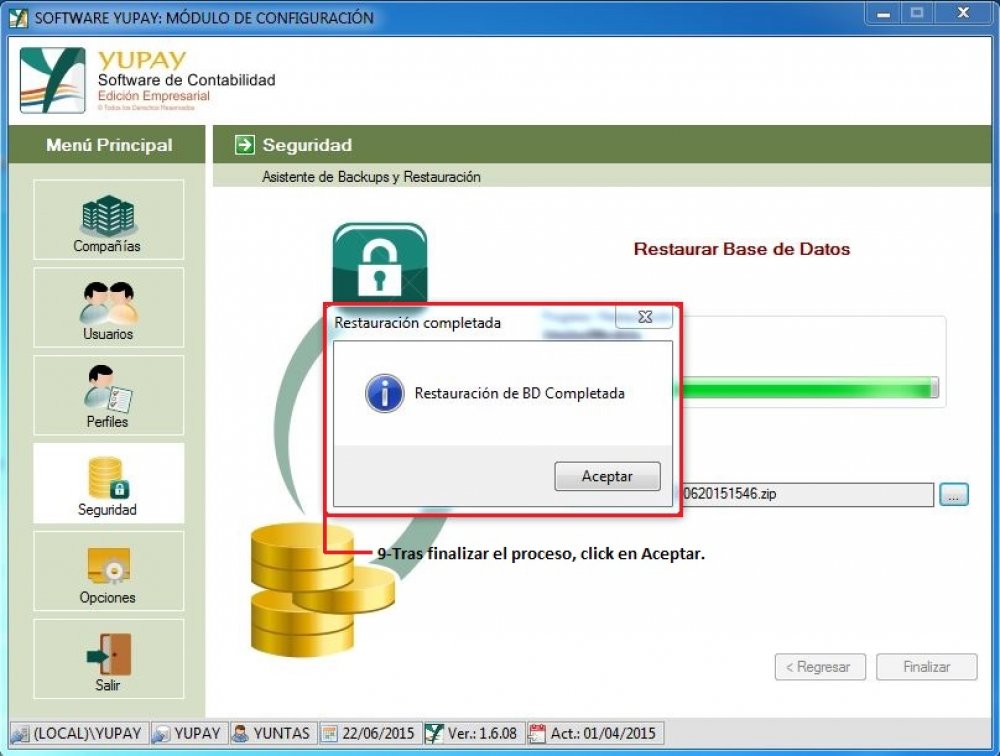 SOFTWARE YUPAY: MÓDULO DE CONFIGURACIÓN
YUPAY
Software de Contabilidad
Edición Empresarial
© Todos los Derechos Reservados
Menú Principal
Seguridad
Asistente de Backups y Restauración
Compañías
Usuarios
Perfiles
Seguridad
Opciones
Salir
Restaurar Base de Datos
Restauración completada
Restauración de BD Completada
Aceptar
0620151546.zip
...
9-Tras finalizar el proceso, click en Aceptar.
< Regresar
Finalizar
(LOCAL)\YUPAY
YUPAY
YUNTAS
22/06/2015
Ver.: 1.6.08
Act.: 01/04/2015